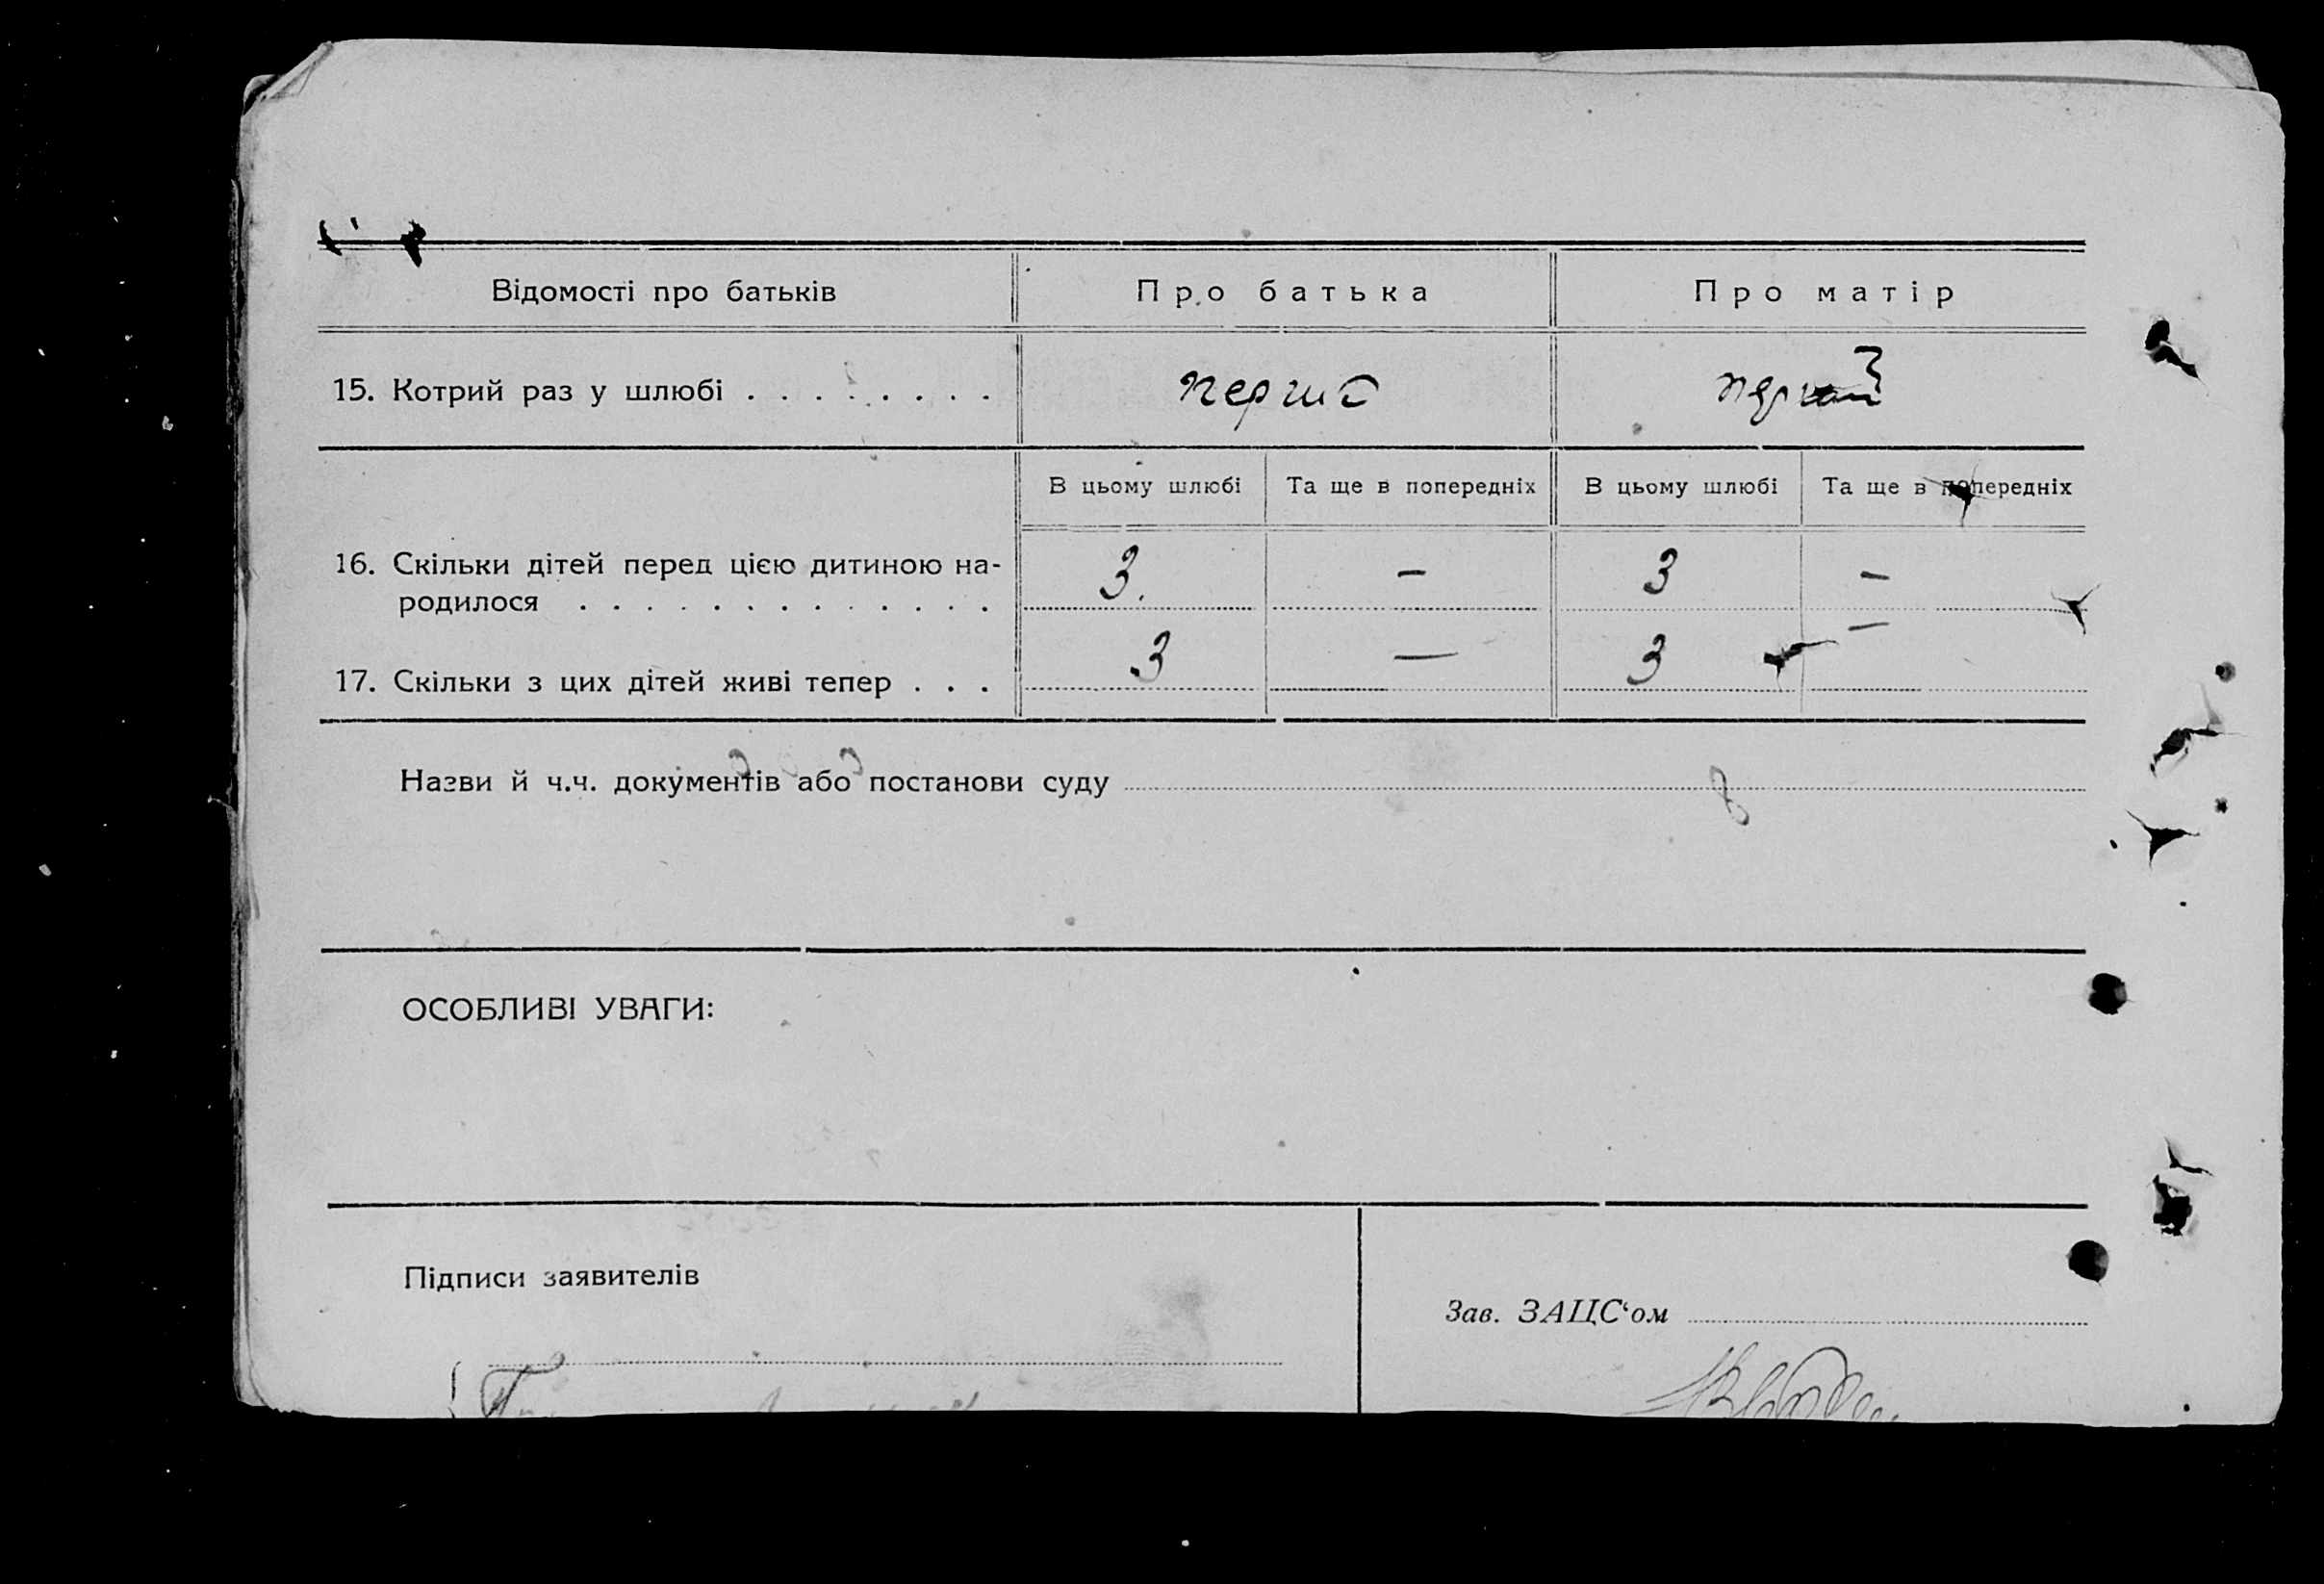 Відомості про батьків Про батька Про матір
15. Котрий раз у шлюбі . . . . . . . . перший
В цьому шлюбі Та ще в попередніх В цьому шлюбі Та ще в попередніх
16. Скільки дітей перед цією дитиною на-
родилося . . . . . . . . . . . . . 3. — 3 —
17. Скільки з цих дітей живі тепер . . . 3 — 3 —
Назви й ч.ч. документів або постанови суду
ОСОБЛИВІ УВАГИ:
Підписи заявителів
Зав. ЗАЦС‘ом